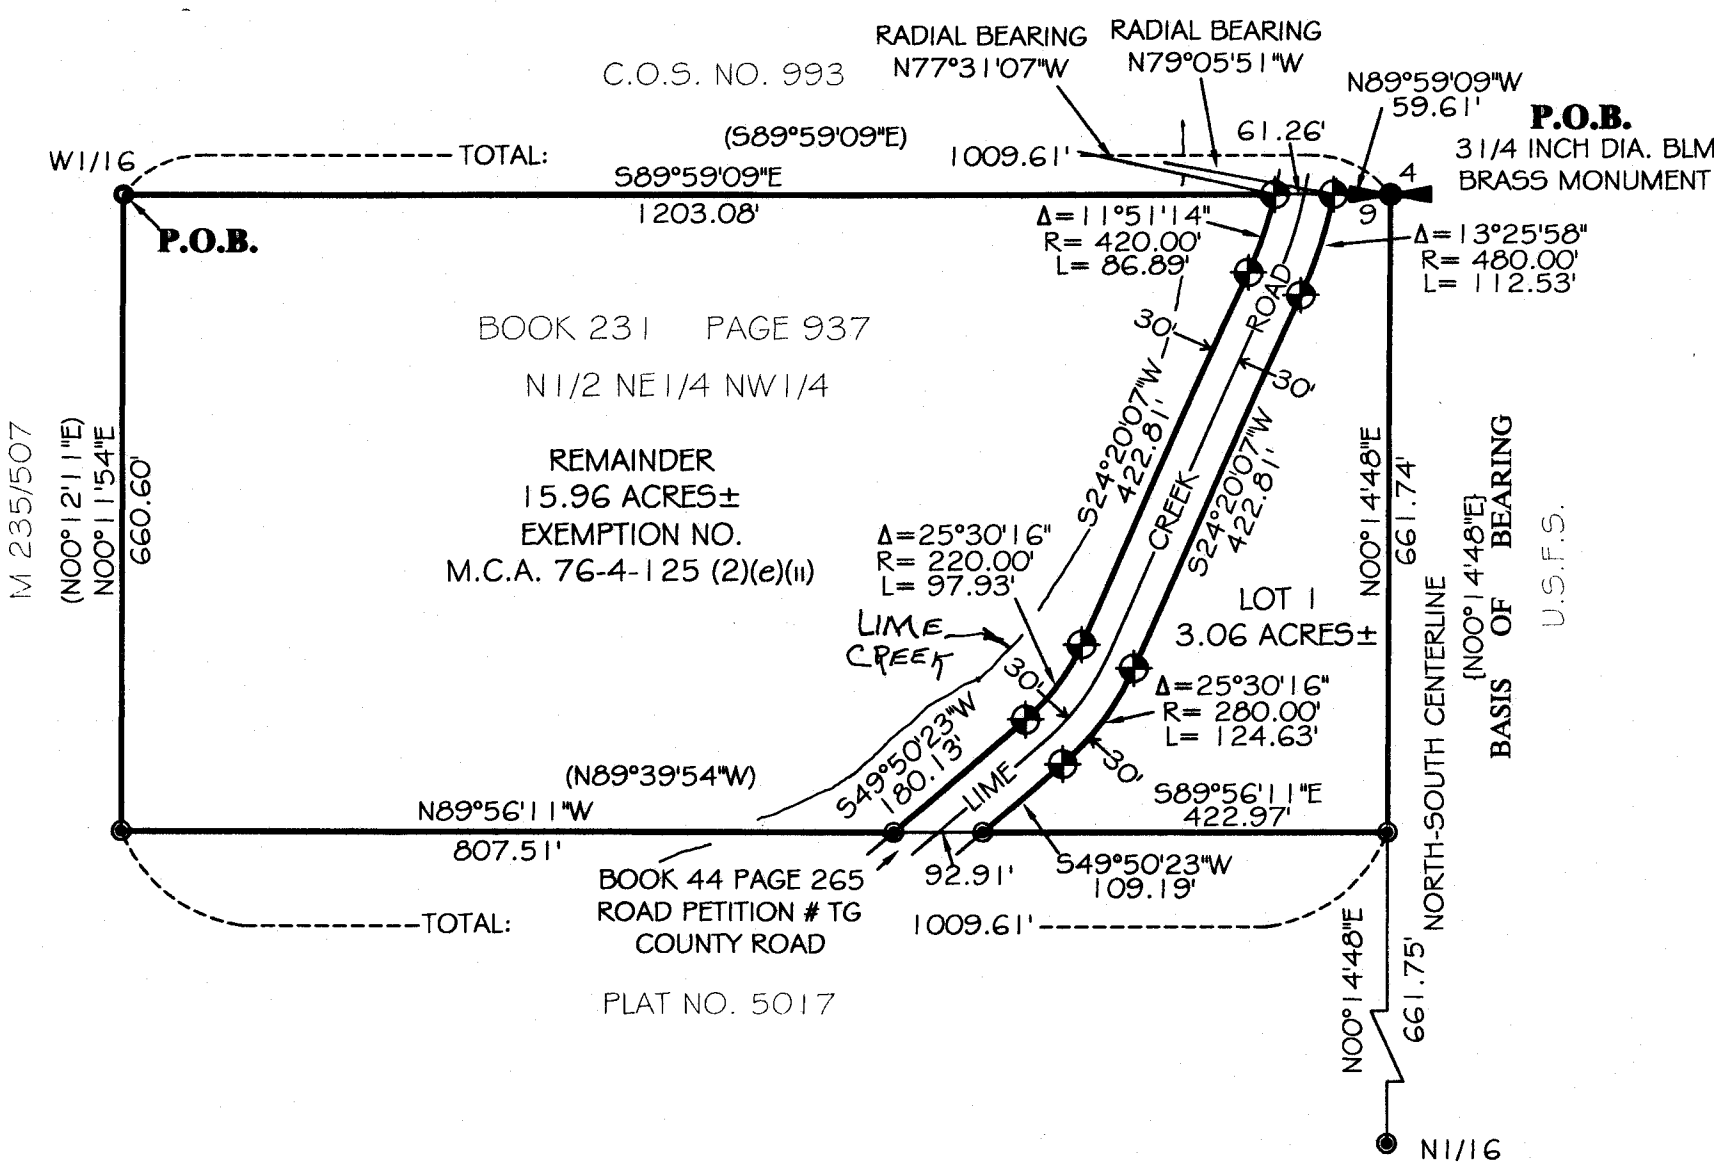 RADIAL BEARING
N77°31'07"W
RADIAL BEARING
N79°05'51"W
N89°59'09"W
59.61'
C.O.S. NO. 993
P.O.B.
3 1/4 INCH DIA. BLM
BRASS MONUMENT
W1/16
TOTAL:
(S89°59'09"E)
1009.61'
61.26'
4
9
S89°59'09"E
1203.08'
P.O.B.
Δ=11°51'14"
R= 420.00'
L= 86.89'
Δ=13°25'58"
R= 480.00'
L= 112.53'
BOOK 231 PAGE 937
N1/2 NE1/4 NW1/4
REMAINDER
15.96 ACRES±
EXEMPTION NO.
M.C.A. 76-4-125 (2)(e)(ii)
M 235/507
(N00°12'11"E)
N00°11'54"E
660.60'
30'
30'
S24°20'07"W
422.81'
LIME CREEK ROAD
S24°20'07"W
422.81'
N00°14'48"E
661.74'
NORTH-SOUTH CENTERLINE
{N00°14'48"E}
BASIS OF BEARING
U.S.F.S.
Δ=25°30'16"
R= 220.00'
L= 97.93'
LIME
CREEK
LOT 1
3.06 ACRES±
30'
Δ=25°30'16"
R= 280.00'
L= 124.63'
30'
S49°50'23"W
180.13'
(N89°39'54"W)
N89°56'11"W
807.51'
S89°56'11"E
422.97'
S49°50'23"W
109.19'
92.91'
BOOK 44 PAGE 265
ROAD PETITION # TG
COUNTY ROAD
TOTAL:
1009.61'
PLAT NO. 5017
N00°14'48"E
661.75'
N1/16